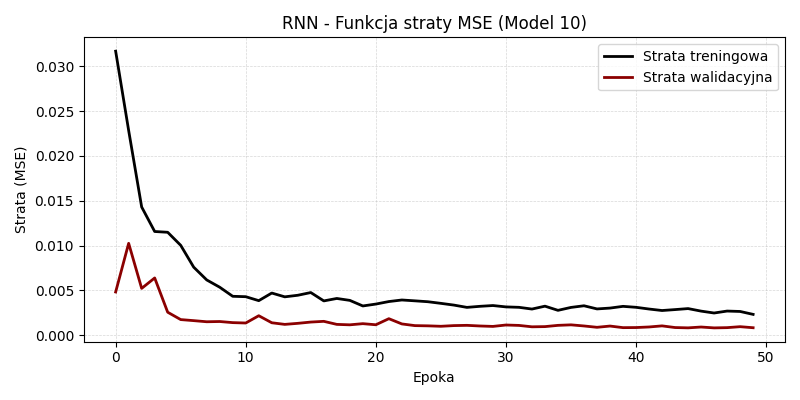 RNN - Funkcja straty MSE (Model 10)
Strata treningowa
Strata walidacyjna
Strata (MSE)
0.030
0.025
0.020
0.015
0.010
0.005
0.000
0 10 20 30 40 50
Epoka